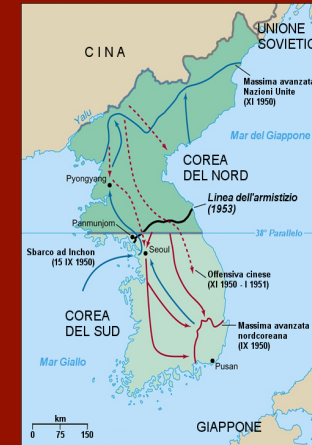 UNIONE
SOVIETIC
CINA
Massima avanzata
Nazioni Unite
(XI 1950)
Yalu
Mar del Giappone
COREA
DEL NORD
Pyongyang
Linea dell'armistizio
(1953)
Panmunjom
38° Parallelo
Sbarco ad Inchon
(15 IX 1950)
Seoul
Offensiva cinese
(XI 1950 - I 1951)
COREA
DEL SUD
Massima avanzata
nordcoreana
(IX 1950)
Mar Giallo
Pusan
km
0 75 150
GIAPPONE